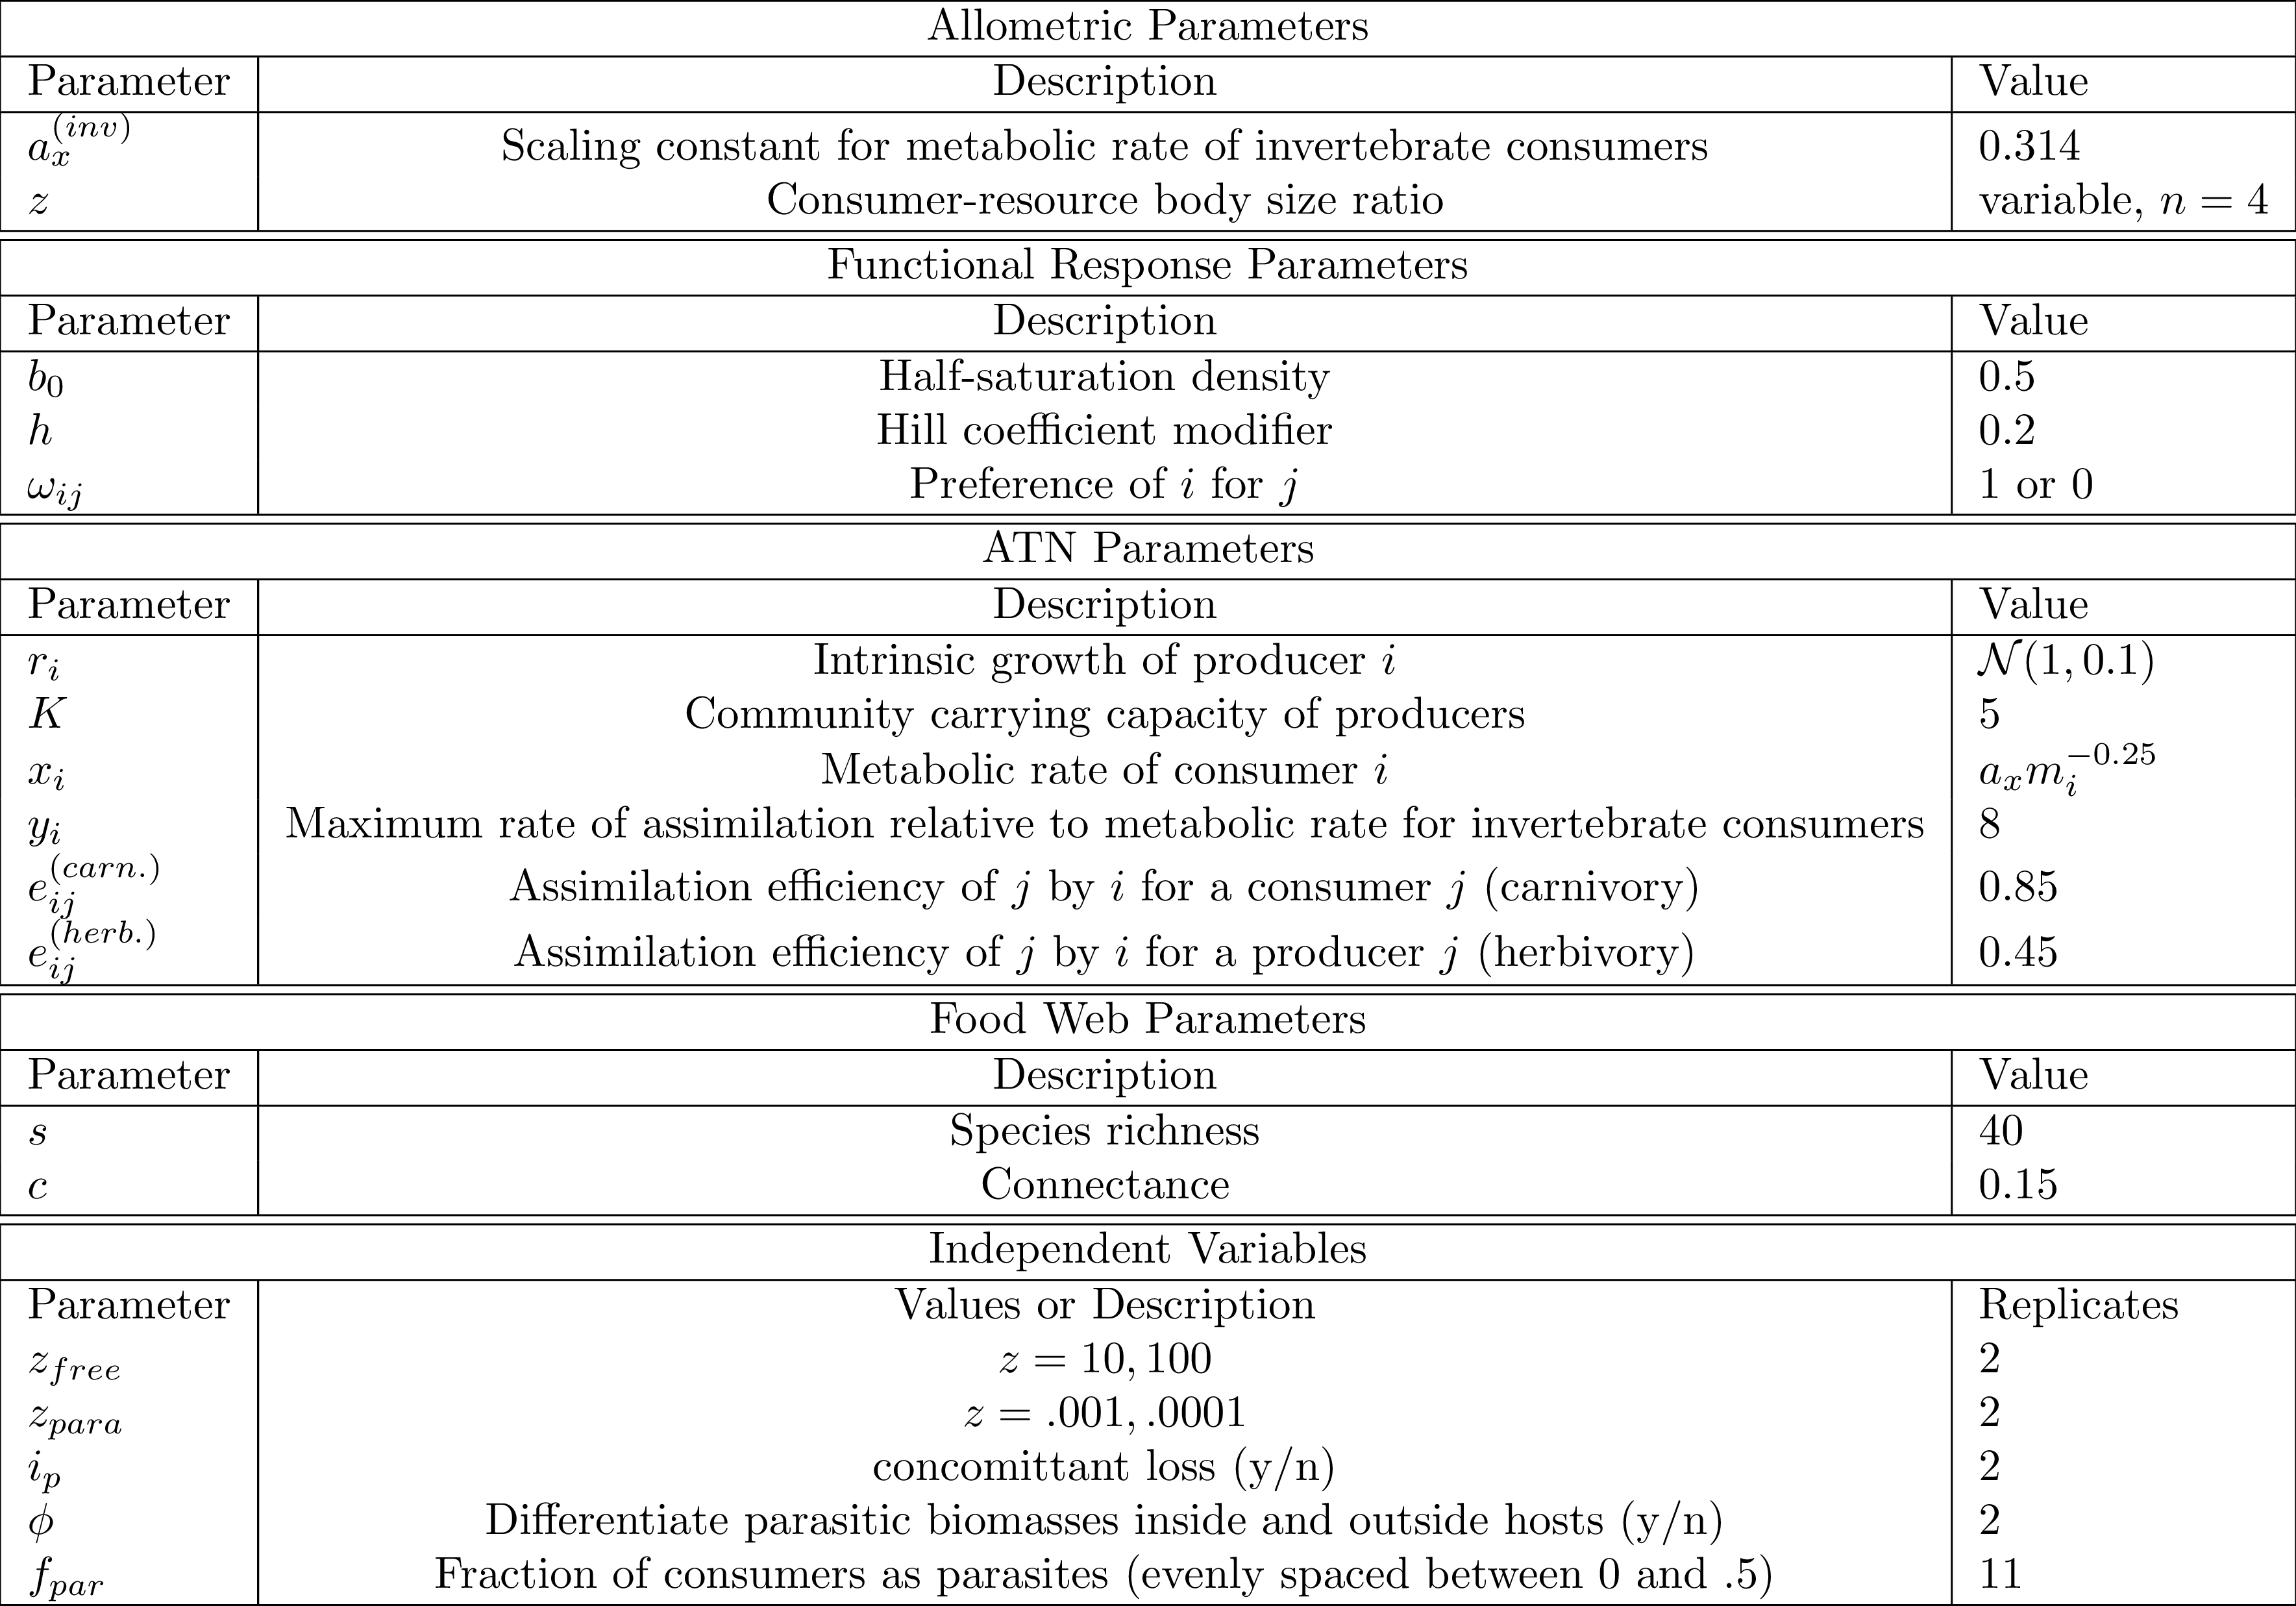 Allometric Parameters
Parameter Description Value
a_x^{(inv)} Scaling constant for metabolic rate of invertebrate consumers 0.314
z Consumer-resource body size ratio variable, n = 4
Functional Response Parameters
Parameter Description Value
b_0 Half-saturation density 0.5
h Hill coefficient modifier 0.2
ω_{ij} Preference of i for j 1 or 0
ATN Parameters
Parameter Description Value
r_i Intrinsic growth of producer i 𝒩(1, 0.1)
K Community carrying capacity of producers 5
x_i Metabolic rate of consumer i a_x m_i^{-0.25}
y_i Maximum rate of assimilation relative to metabolic rate for invertebrate consumers 8
e_{ij}^{(carn.)} Assimilation efficiency of j by i for a consumer j (carnivory) 0.85
e_{ij}^{(herb.)} Assimilation efficiency of j by i for a producer j (herbivory) 0.45
Food Web Parameters
Parameter Description Value
s Species richness 40
c Connectance 0.15
Independent Variables
Parameter Values or Description Replicates
z_{free} z = 10, 100 2
z_{para} z = .001, .0001 2
i_p concomittant loss (y/n) 2
ϕ Differentiate parasitic biomasses inside and outside hosts (y/n) 2
f_{par} Fraction of consumers as parasites (evenly spaced between 0 and .5) 11